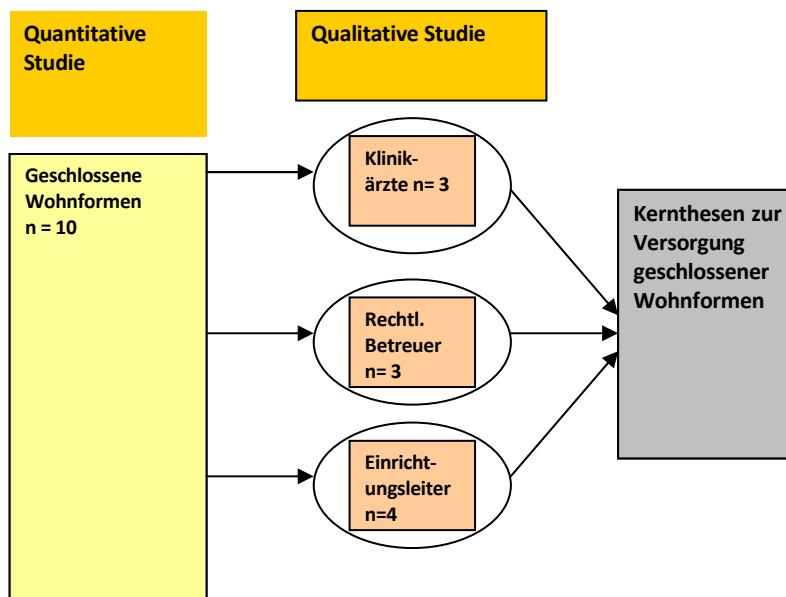 Quantitative
Studie
Qualitative Studie
Geschlossene
Wohnformen
n = 10
Klinik-
ärzte n= 3
Rechtl.
Betreuer
n= 3
Einricht-
ungsleiter
n=4
Kernthesen zur
Versorgung
geschlossener
Wohnformen